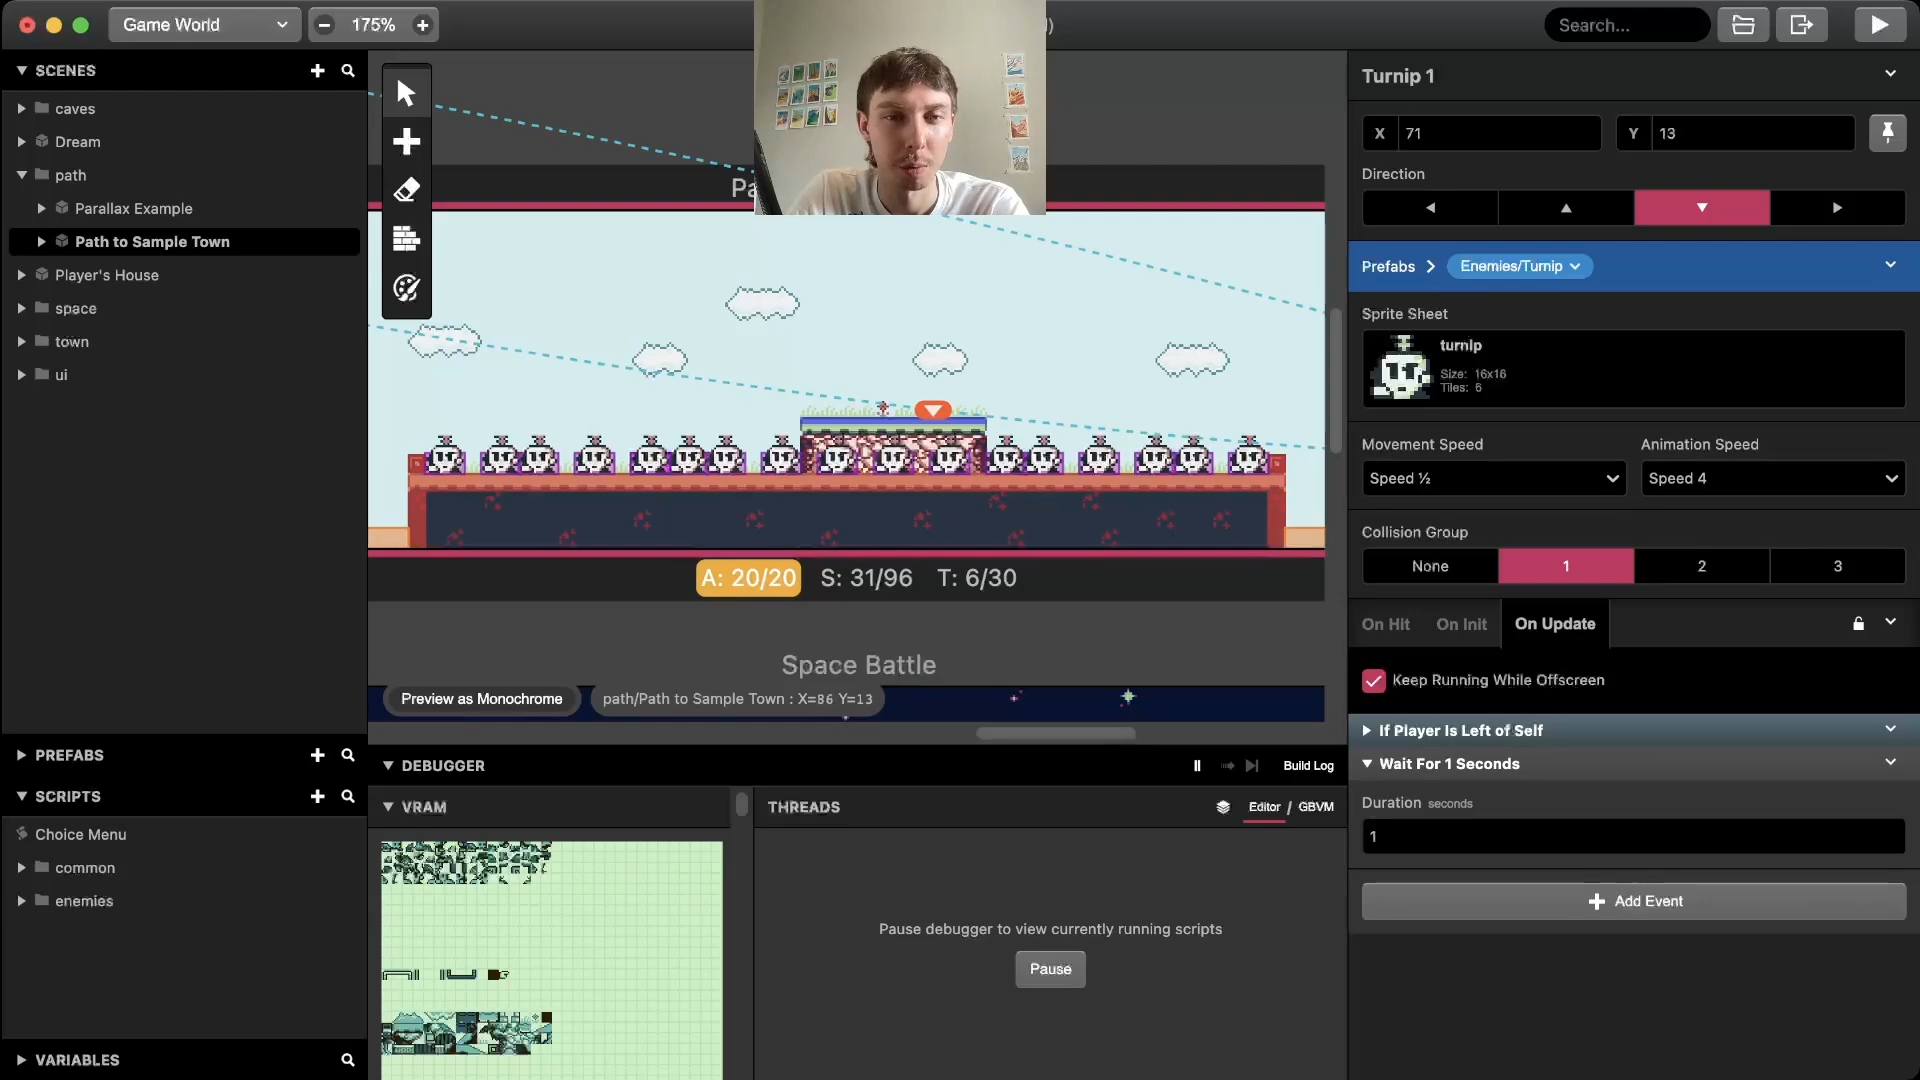 Game World
175%
)
Search...
SCENES
caves
Dream
path
Parallax Example
Path to Sample Town
Player's House
space
town
ui
PREFABS
SCRIPTS
Choice Menu
common
enemies
VARIABLES
Pa
A: 20/20 S: 31/96 T: 6/30
Space Battle
Preview as Monochrome
path/Path to Sample Town : X=86 Y=13
DEBUGGER
Build Log
VRAM
THREADS
Editor / GBVM
Pause debugger to view currently running scripts
Pause
Turnip 1
X 71
Y 13
Direction
Prefabs
Enemies/Turnip
Sprite Sheet
turnip
Size: 16x16
Tiles: 6
Movement Speed
Animation Speed
Speed ½
Speed 4
Collision Group
None 1 2 3
On Hit On Init On Update
Keep Running While Offscreen
If Player Is Left of Self
Wait For 1 Seconds
Duration seconds
1
Add Event